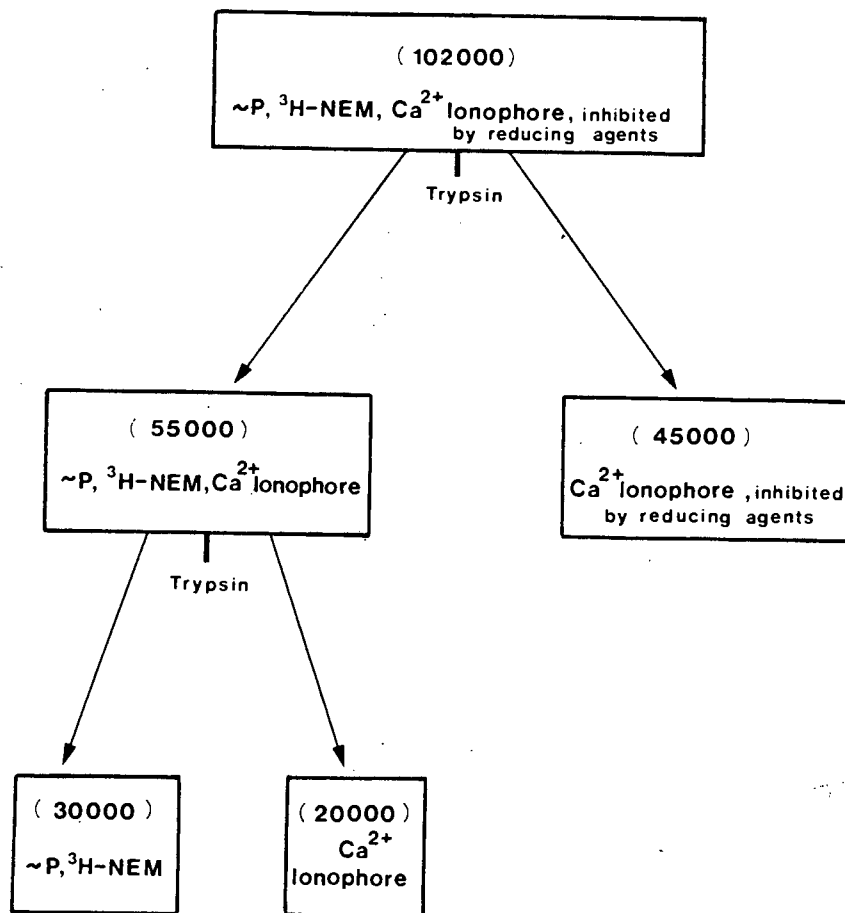 ( 102000)
~P, ³H-NEM, Ca²⁺ Ionophore, inhibited
by reducing agents
Trypsin
( 55000)
~P, ³H-NEM, Ca²⁺ Ionophore
( 45000)
Ca²⁺ Ionophore , inhibited
by reducing agents
Trypsin
( 30000 )
~P, ³H-NEM
(20000)
Ca²⁺
Ionophore